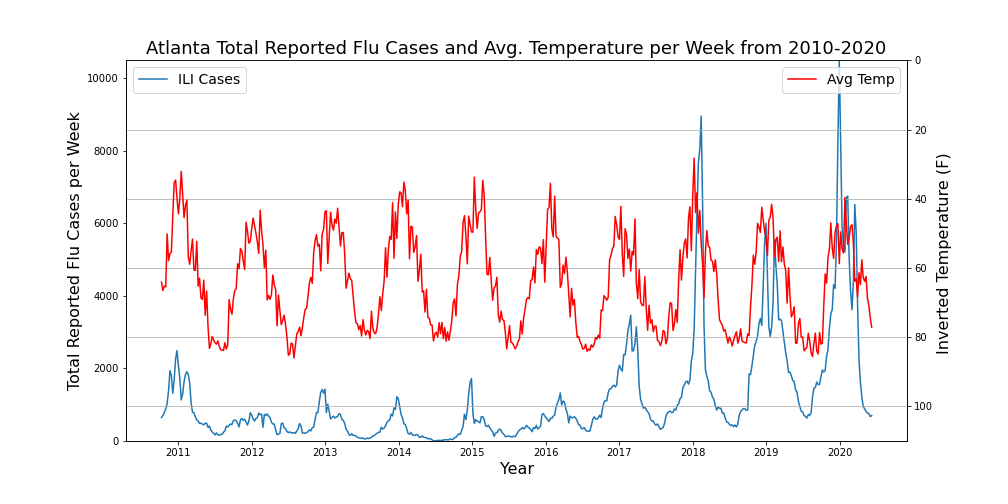 Atlanta Total Reported Flu Cases and Avg. Temperature per Week from 2010-2020
ILI Cases
Avg Temp
Total Reported Flu Cases per Week
10000
8000
6000
4000
2000
0
0
20
40
60
80
100
Inverted Temperature (F)
2011 2012 2013 2014 2015 2016 2017 2018 2019 2020
Year